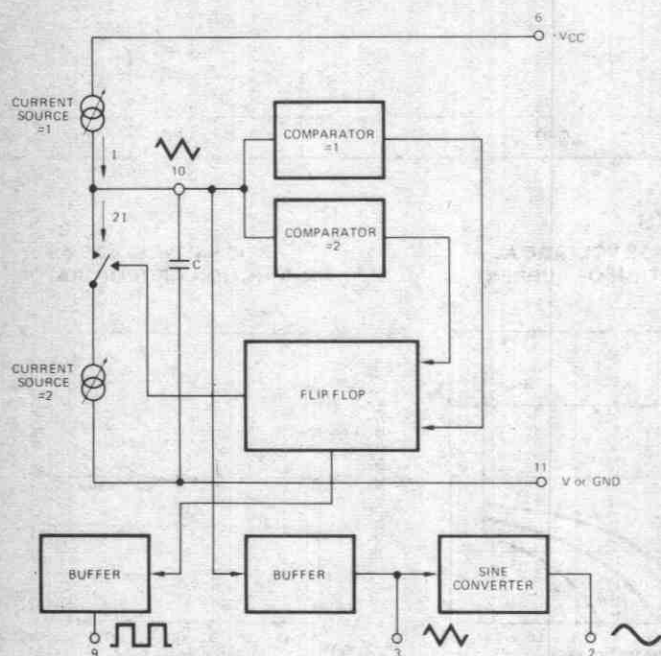 6
VCC
CURRENT
SOURCE
=1
I
10
COMPARATOR
=1
2I
C
COMPARATOR
=2
CURRENT
SOURCE
=2
FLIP FLOP
11
V or GND
BUFFER
BUFFER
SINE
CONVERTER
9
3
2